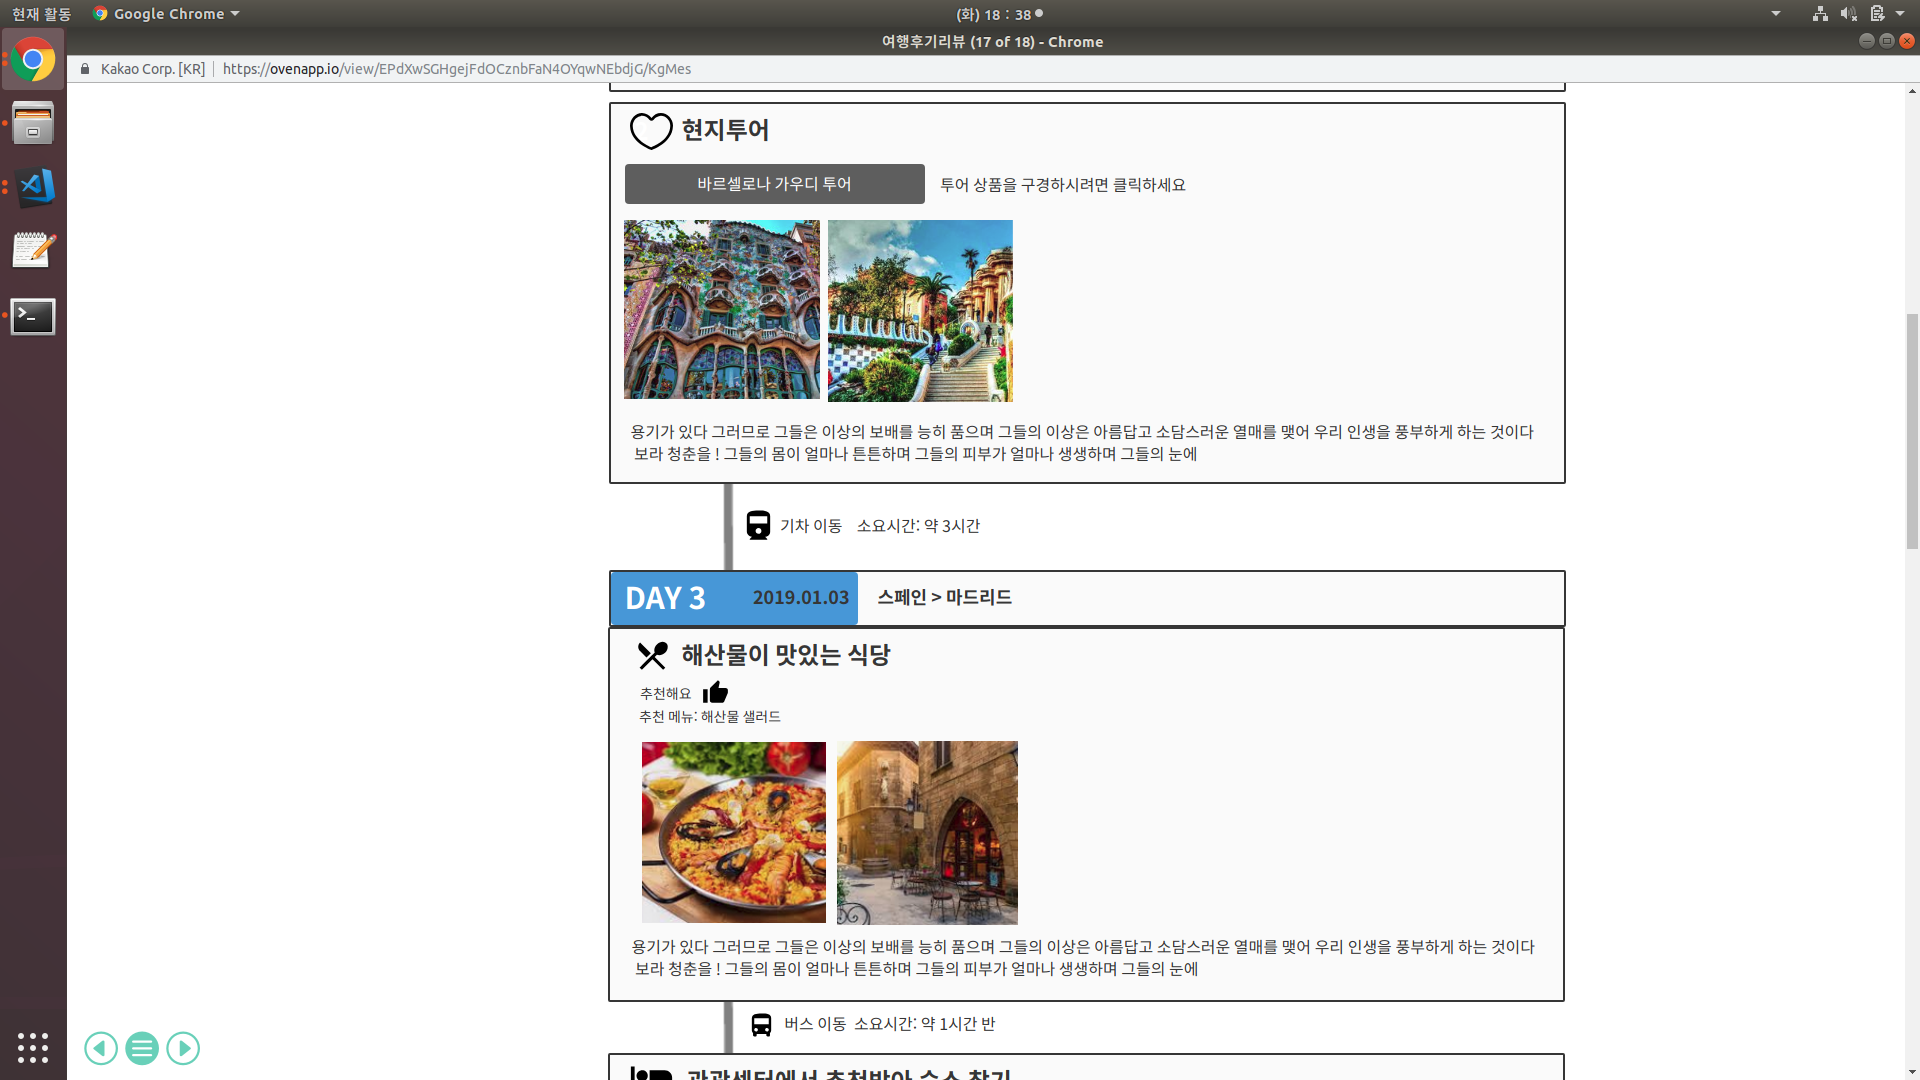 현재 활동
Google Chrome
(화) 18 : 38
여행후기리뷰 (17 of 18) - Chrome
Kakao Corp. [KR]
https://ovenapp.io/view/EPdXwSGHgejFdOCznbFaN4OYqwNEbdjG/KgMes
현지투어
바르셀로나 가우디 투어
투어 상품을 구경하시려면 클릭하세요
용기가 있다 그러므로 그들은 이상의 보배를 능히 품으며 그들의 이상은 아름답고 소담스러운 열매를 맺어 우리 인생을 풍부하게 하는 것이다
보라 청춘을 ! 그들의 몸이 얼마나 튼튼하며 그들의 피부가 얼마나 생생하며 그들의 눈에
기차 이동 소요시간: 약 3시간
DAY 3 2019.01.03 스페인 > 마드리드
해산물이 맛있는 식당
추천해요
추천 메뉴: 해산물 샐러드
용기가 있다 그러므로 그들은 이상의 보배를 능히 품으며 그들의 이상은 아름답고 소담스러운 열매를 맺어 우리 인생을 풍부하게 하는 것이다
보라 청춘을 ! 그들의 몸이 얼마나 튼튼하며 그들의 피부가 얼마나 생생하며 그들의 눈에
버스 이동 소요시간: 약 1시간 반
관광센터에서 추천받아 숙소 찾기